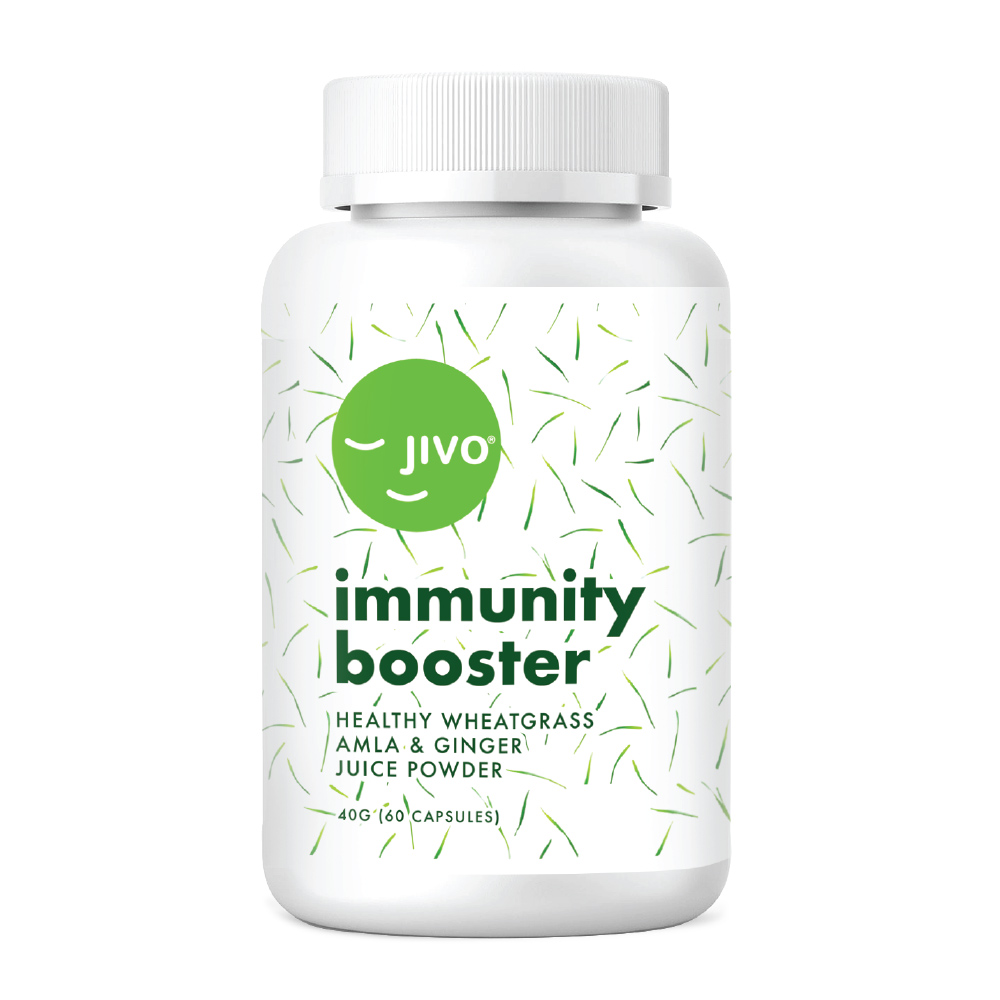 JIVO®
immunity
booster
HEALTHY WHEATGRASS
AMLA & GINGER
JUICE POWDER
40G (60 CAPSULES)